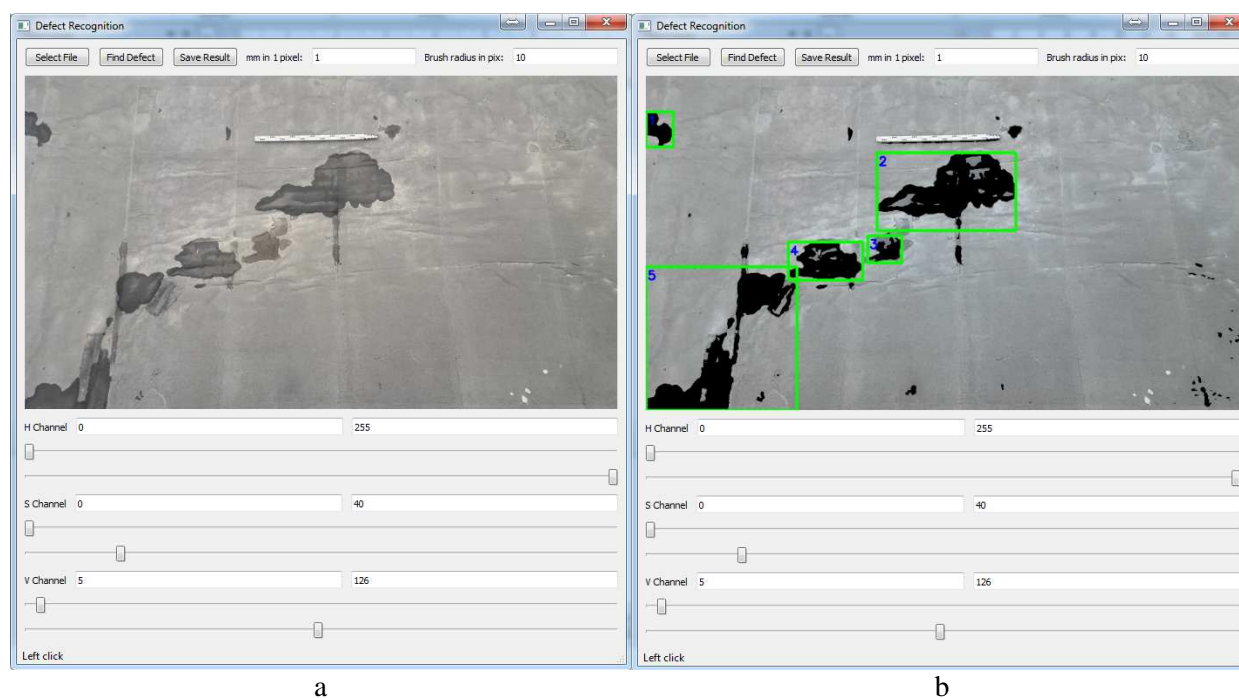 Defect Recognition
Select File Find Defect Save Result mm in 1 pixel: 1 Brush radius in pix: 10
H Channel 0 255
S Channel 0 40
V Channel 5 126
Left click
a
Defect Recognition
Select File Find Defect Save Result mm in 1 pixel: 1 Brush radius in pix: 10
1
2
3
4
5
H Channel 0 255
S Channel 0 40
V Channel 5 126
Left click
b